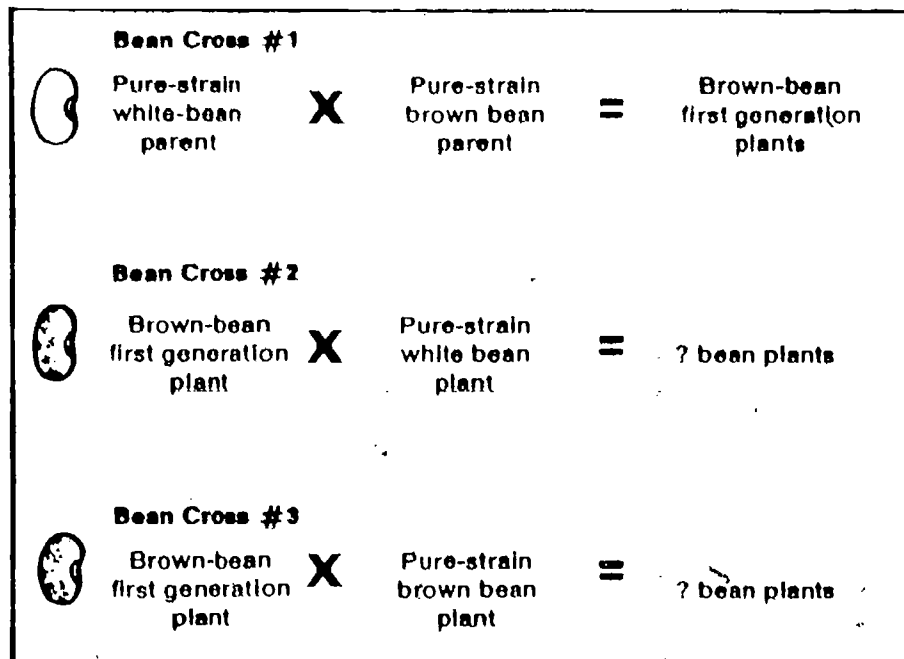 Bean Cross #1
Pure-strain white-bean parent X Pure-strain brown bean parent = Brown-bean first generation plants
Bean Cross #2
Brown-bean first generation plant X Pure-strain white bean plant = ? bean plants
Bean Cross #3
Brown-bean first generation plant X Pure-strain brown bean plant = ? bean plants